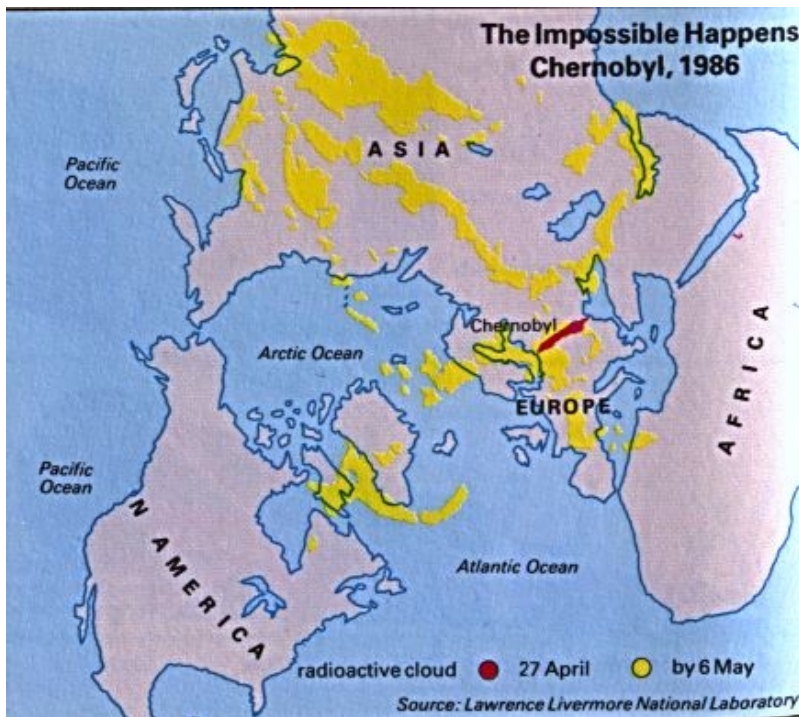 The Impossible Happens
Chernobyl, 1986
ASIA
Pacific
Ocean
Chernobyl
Arctic Ocean
EUROPE
AFRICA
Pacific
Ocean
N AMERICA
Atlantic Ocean
radioactive cloud 27 April by 6 May
Source: Lawrence Livermore National Laboratory